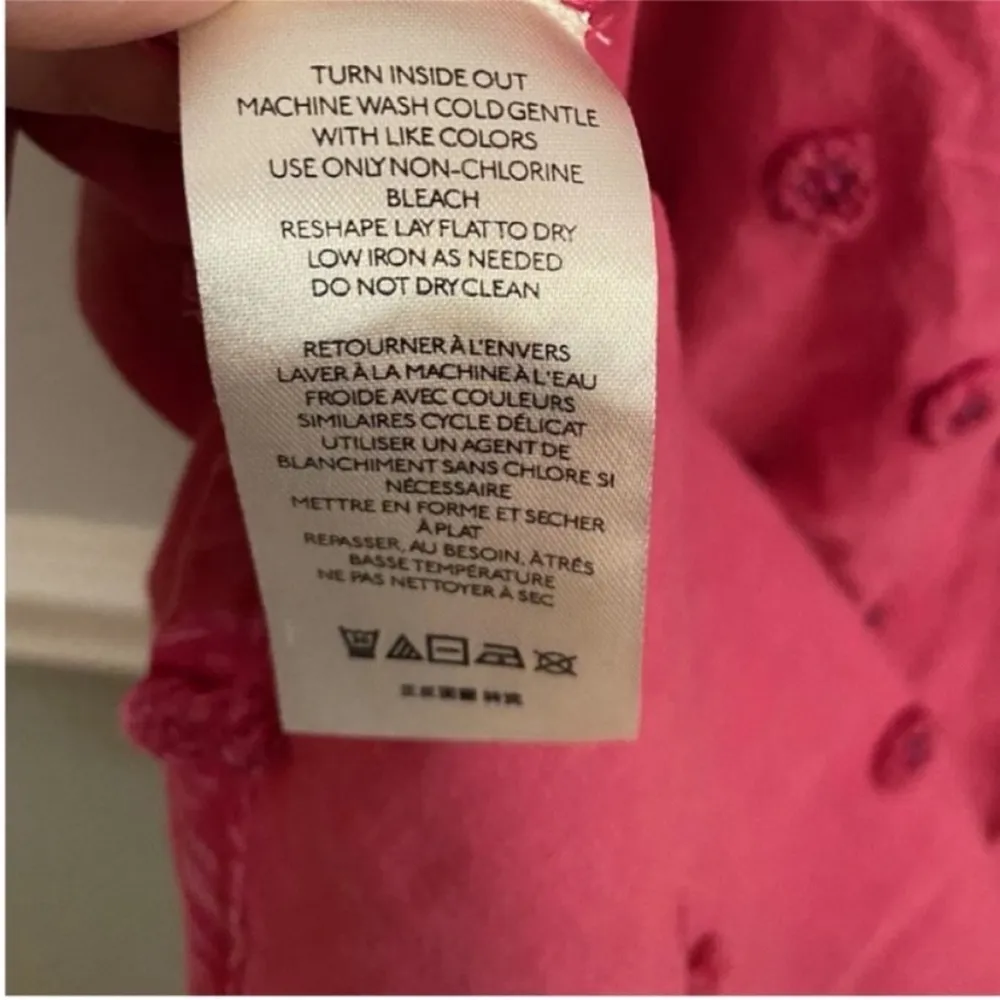 TURN INSIDE OUT
MACHINE WASH COLD GENTLE
WITH LIKE COLORS
USE ONLY NON-CHLORINE
BLEACH
RESHAPE LAY FLAT TO DRY
LOW IRON AS NEEDED
DO NOT DRY CLEAN
RETOURNER À L'ENVERS
LAVER À LA MACHINE À L'EAU
FROIDE AVEC COULEURS
SIMILAIRES CYCLE DÉLICAT
UTILISER UN AGENT DE
BLANCHIMENT SANS CHLORE SI
NÉCESSAIRE
METTRE EN FORME ET SECHER
À PLAT
REPASSER, AU BESOIN, À TRÉS
BASSE TEMPÉRATURE
NE PAS NETTOYER À SEC